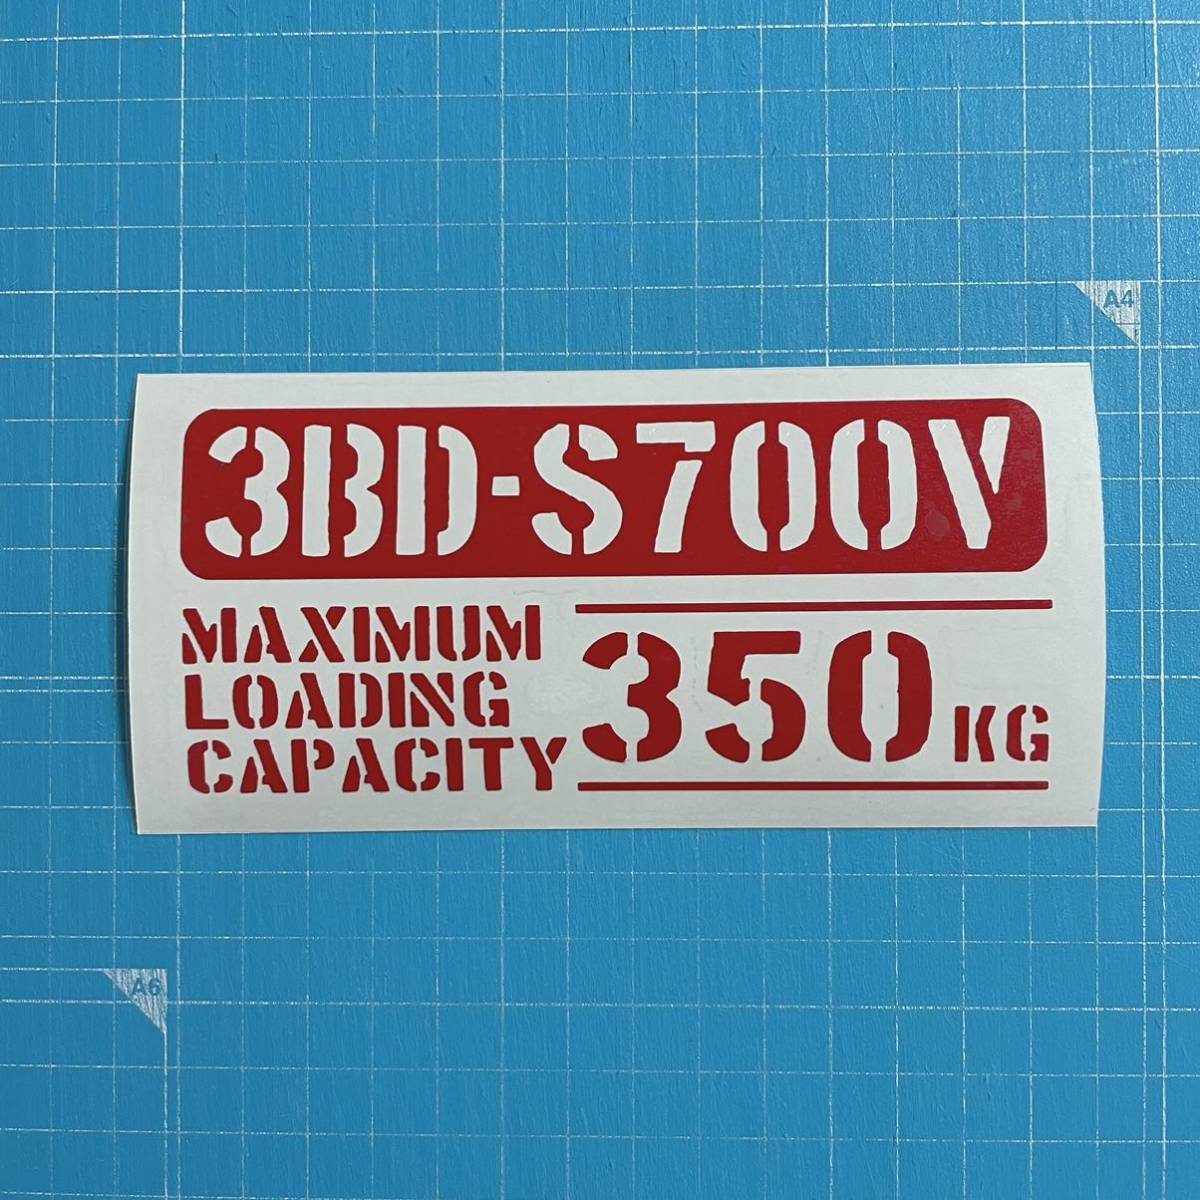 A4
3BD-S700V
MAXIMUM
LOADING
CAPACITY
350 KG
A6